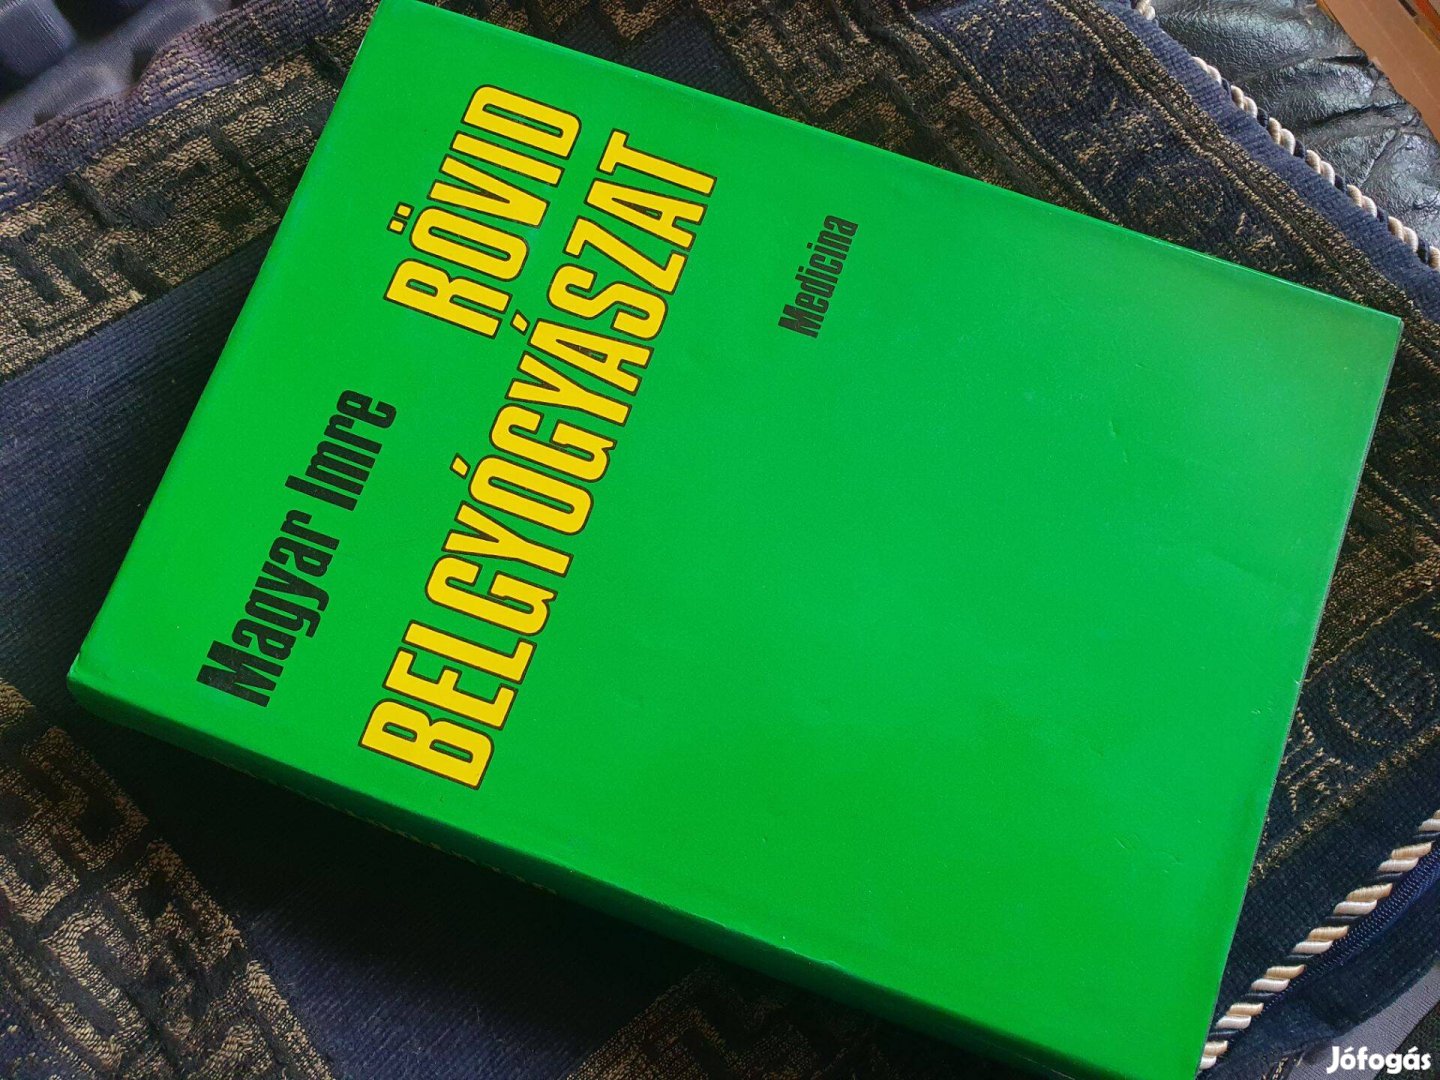 Magyar Imre
RÖVID
BELGYÓGYÁSZAT
Medicina
Jófogás